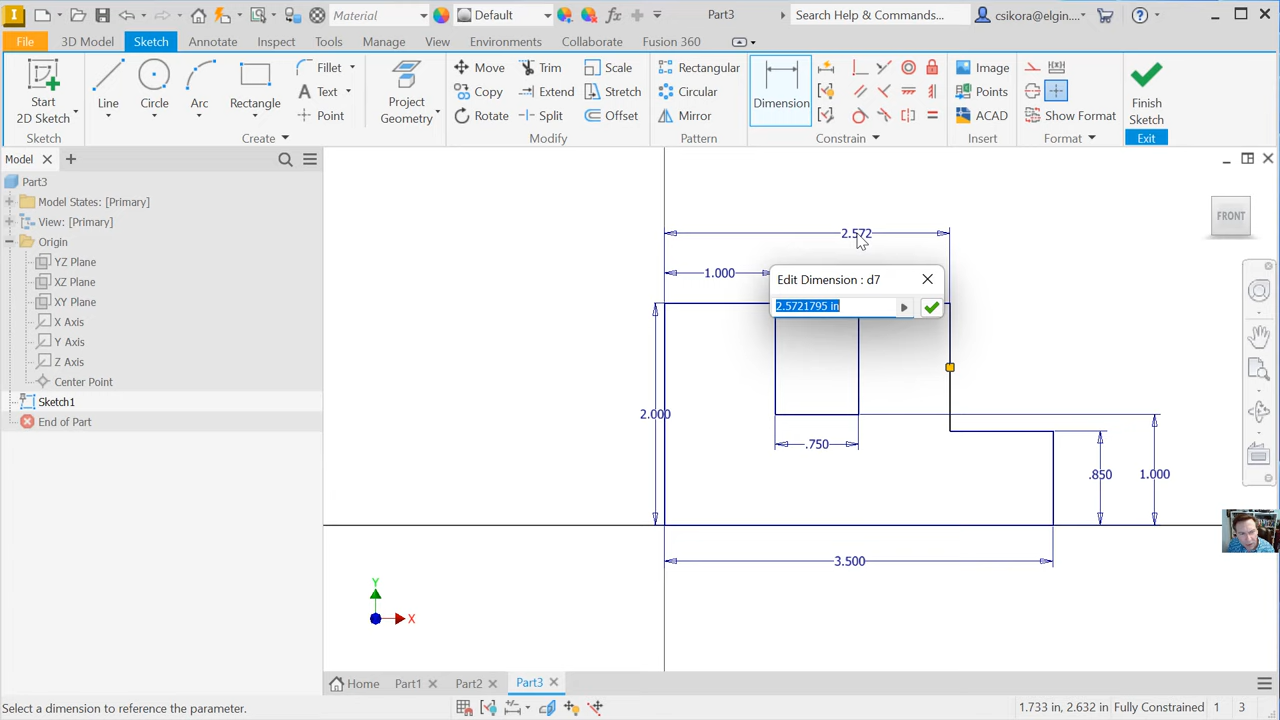 Material Default Part3 Search Help & Commands... csikora@elgin....
File 3D Model Sketch Annotate Inspect Tools Manage View Environments Collaborate Fusion 360
Start
2D Sketch
Line
Circle
Arc
Rectangle
Fillet
Text
Point
Project
Geometry
Move
Copy
Rotate
Trim
Extend
Split
Scale
Stretch
Offset
Rectangular
Circular
Mirror
Dimension
Image
Points
ACAD
Show Format
Finish
Sketch
Sketch Create Modify Pattern Constrain Insert Format Exit
Model
Part3
Model States: [Primary]
View: [Primary]
Origin
YZ Plane
XZ Plane
XY Plane
X Axis
Y Axis
Z Axis
Center Point
Sketch1
End of Part
FRONT
2.572
1.000
Edit Dimension : d7
2.5721795 in
2.000
.750
.850
1.000
3.500
Y
X
Home Part1 Part2 Part3
Select a dimension to reference the parameter. 1.733 in, 2.632 in Fully Constrained 1 3